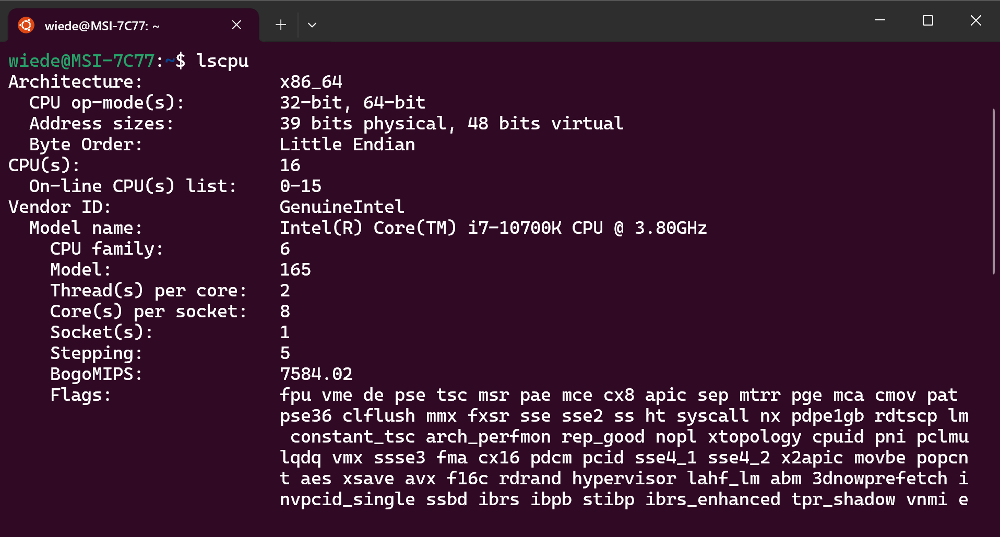 wiede@MSI-7C77: ~
wiede@MSI-7C77:~$ lscpu
Architecture:             x86_64
  CPU op-mode(s):         32-bit, 64-bit
  Address sizes:          39 bits physical, 48 bits virtual
  Byte Order:             Little Endian
CPU(s):                   16
  On-line CPU(s) list:    0-15
Vendor ID:                GenuineIntel
  Model name:             Intel(R) Core(TM) i7-10700K CPU @ 3.80GHz
    CPU family:           6
    Model:                165
    Thread(s) per core:   2
    Core(s) per socket:   8
    Socket(s):            1
    Stepping:             5
    BogoMIPS:             7584.02
    Flags:                fpu vme de pse tsc msr pae mce cx8 apic sep mtrr pge mca cmov pat
                          pse36 clflush mmx fxsr sse sse2 ss ht syscall nx pdpe1gb rdtscp lm
                           constant_tsc arch_perfmon rep_good nopl xtopology cpuid pni pclmu
                          lqdq vmx ssse3 fma cx16 pdcm pcid sse4_1 sse4_2 x2apic movbe popcn
                          t aes xsave avx f16c rdrand hypervisor lahf_lm abm 3dnowprefetch i
                          nvpcid_single ssbd ibrs ibpb stibp ibrs_enhanced tpr_shadow vnmi e